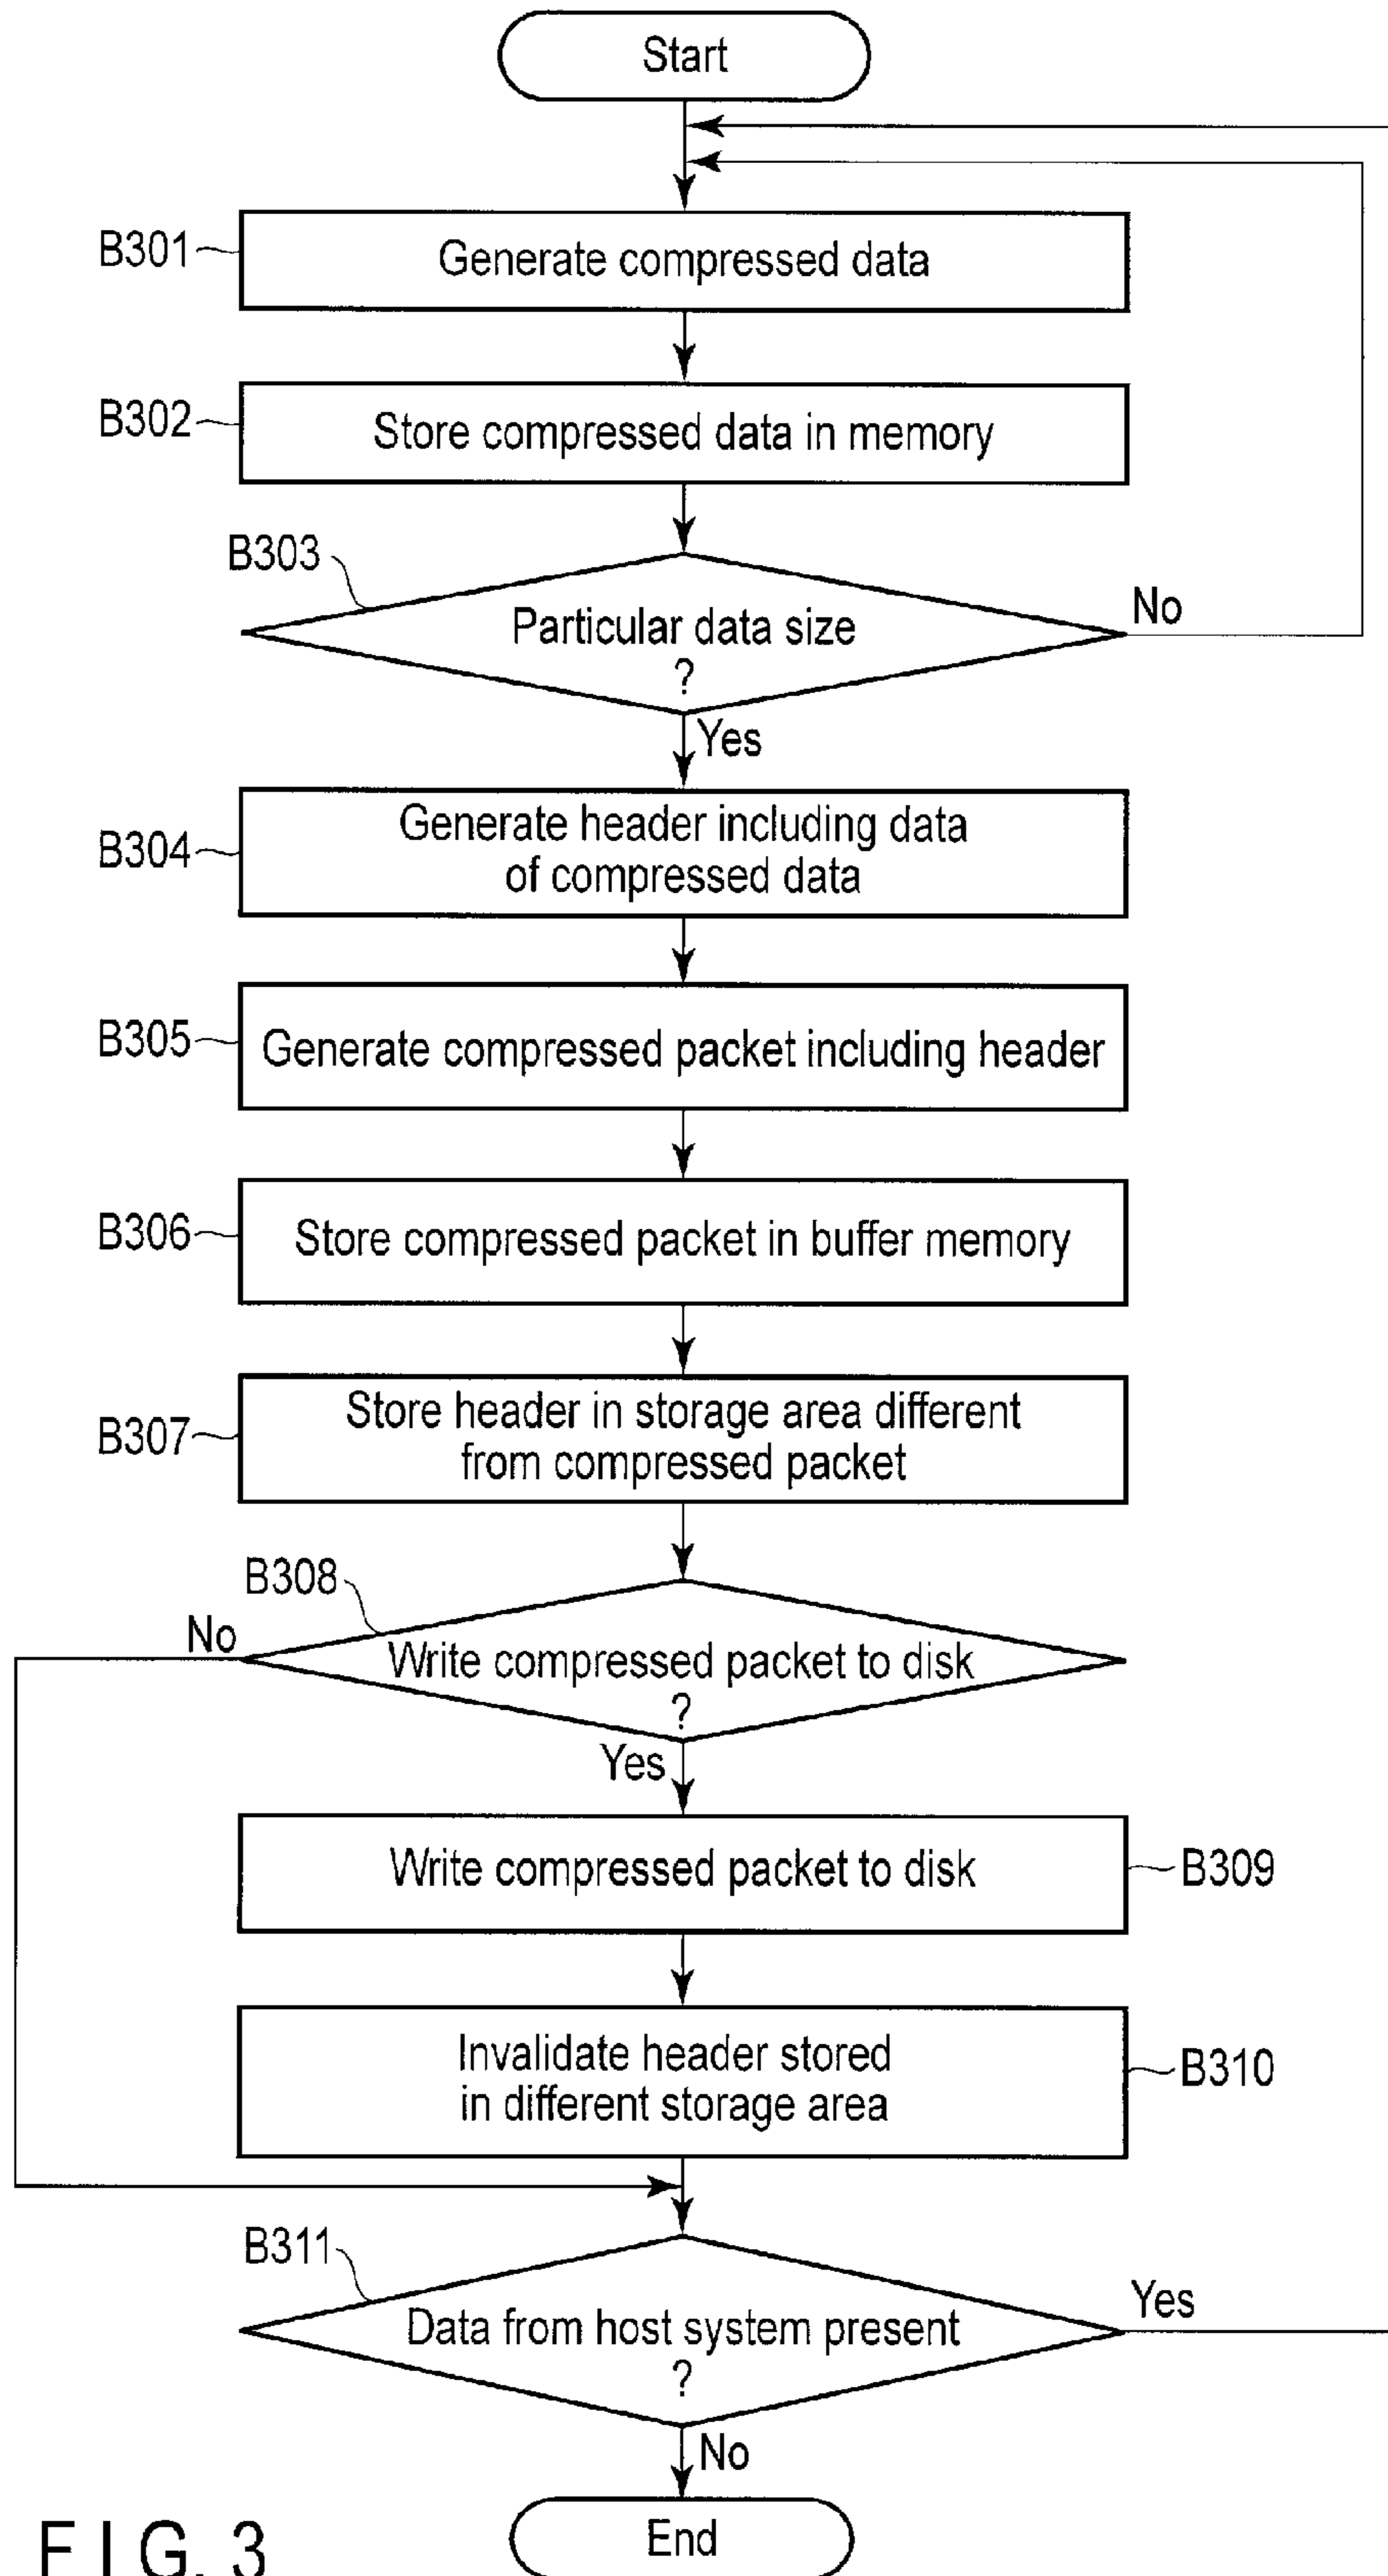 Start
B301
Generate compressed data
B302
Store compressed data in memory
B303
Particular data size
?
No
Yes
B304
Generate header including data
of compressed data
B305
Generate compressed packet including header
B306
Store compressed packet in buffer memory
B307
Store header in storage area different
from compressed packet
B308
No
Write compressed packet to disk
?
Yes
Write compressed packet to disk
B309
Invalidate header stored
in different storage area
B310
B311
Data from host system present
?
Yes
No
End
FIG. 3